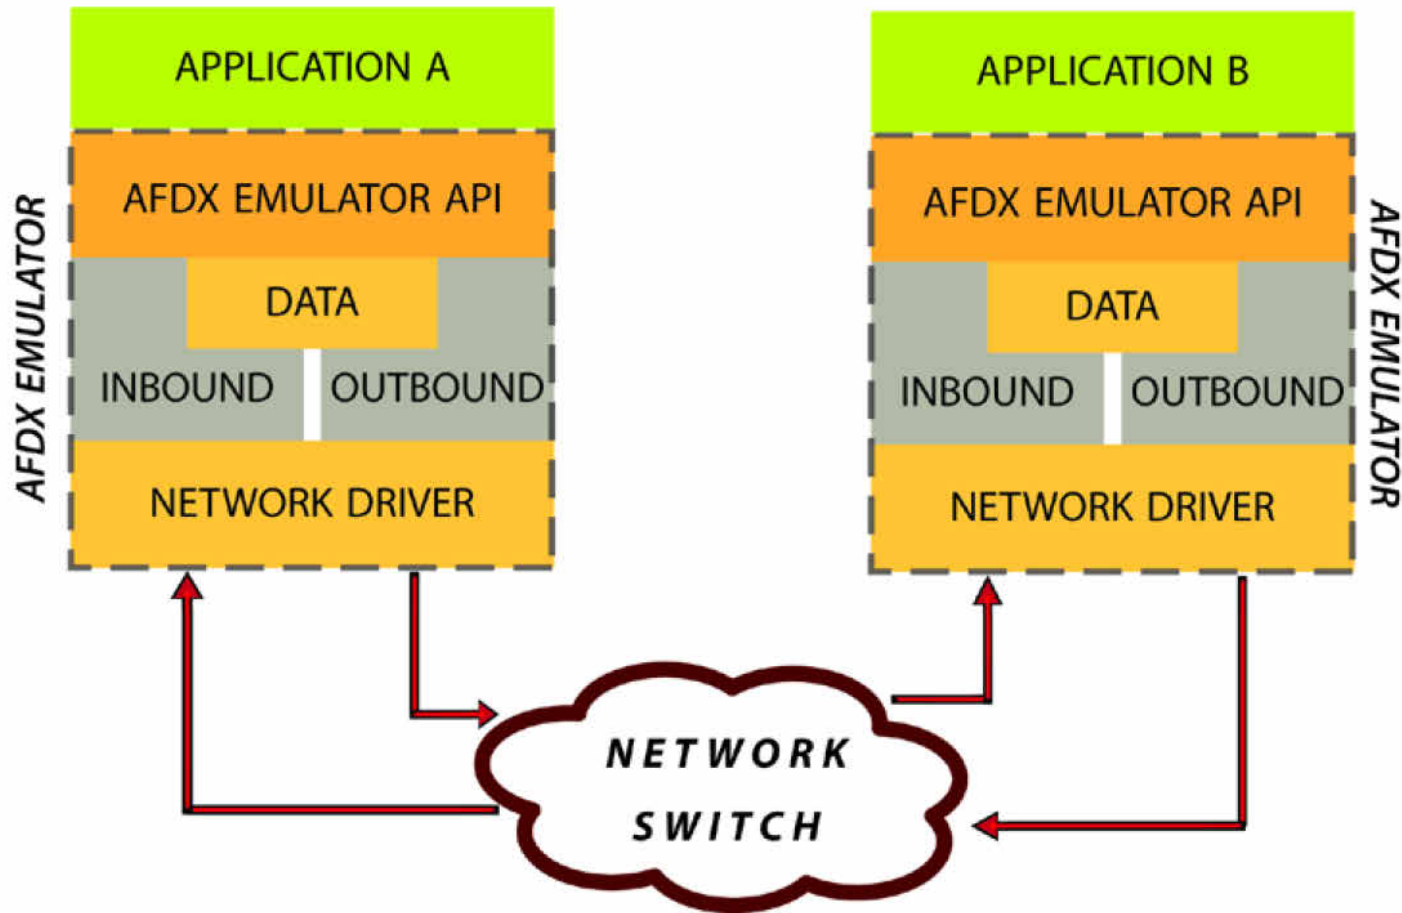 APPLICATION A
AFDX EMULATOR API
DATA
INBOUND
OUTBOUND
NETWORK DRIVER
AFDX EMULATOR
APPLICATION B
AFDX EMULATOR API
DATA
INBOUND
OUTBOUND
NETWORK DRIVER
AFDX EMULATOR
NETWORK
SWITCH